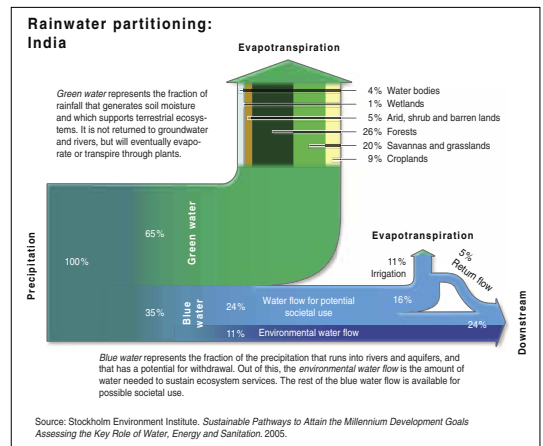 Rainwater partitioning:
India
Evapotranspiration
Green water represents the fraction of
rainfall that generates soil moisture
and which supports terrestrial ecosys-
tems. It is not returned to groundwater
and rivers, but will eventually evapo-
rate or transpire through plants.
4% Water bodies
1% Wetlands
5% Arid, shrub and barren lands
26% Forests
20% Savannas and grasslands
9% Croplands
Precipitation
100%
65%
Green water
Evapotranspiration
11%
Irrigation
5%
Return flow
35%
Blue
water
24%
Water flow for potential
societal use
16%
24%
11%
Environmental water flow
Downstream
Blue water represents the fraction of the precipitation that runs into rivers and aquifers, and
that has a potential for withdrawal. Out of this, the environmental water flow is the amount of
water needed to sustain ecosystem services. The rest of the blue water flow is available for
possible societal use.
Source: Stockholm Environment Institute. Sustainable Pathways to Attain the Millennium Development Goals
Assessing the Key Role of Water, Energy and Sanitation. 2005.